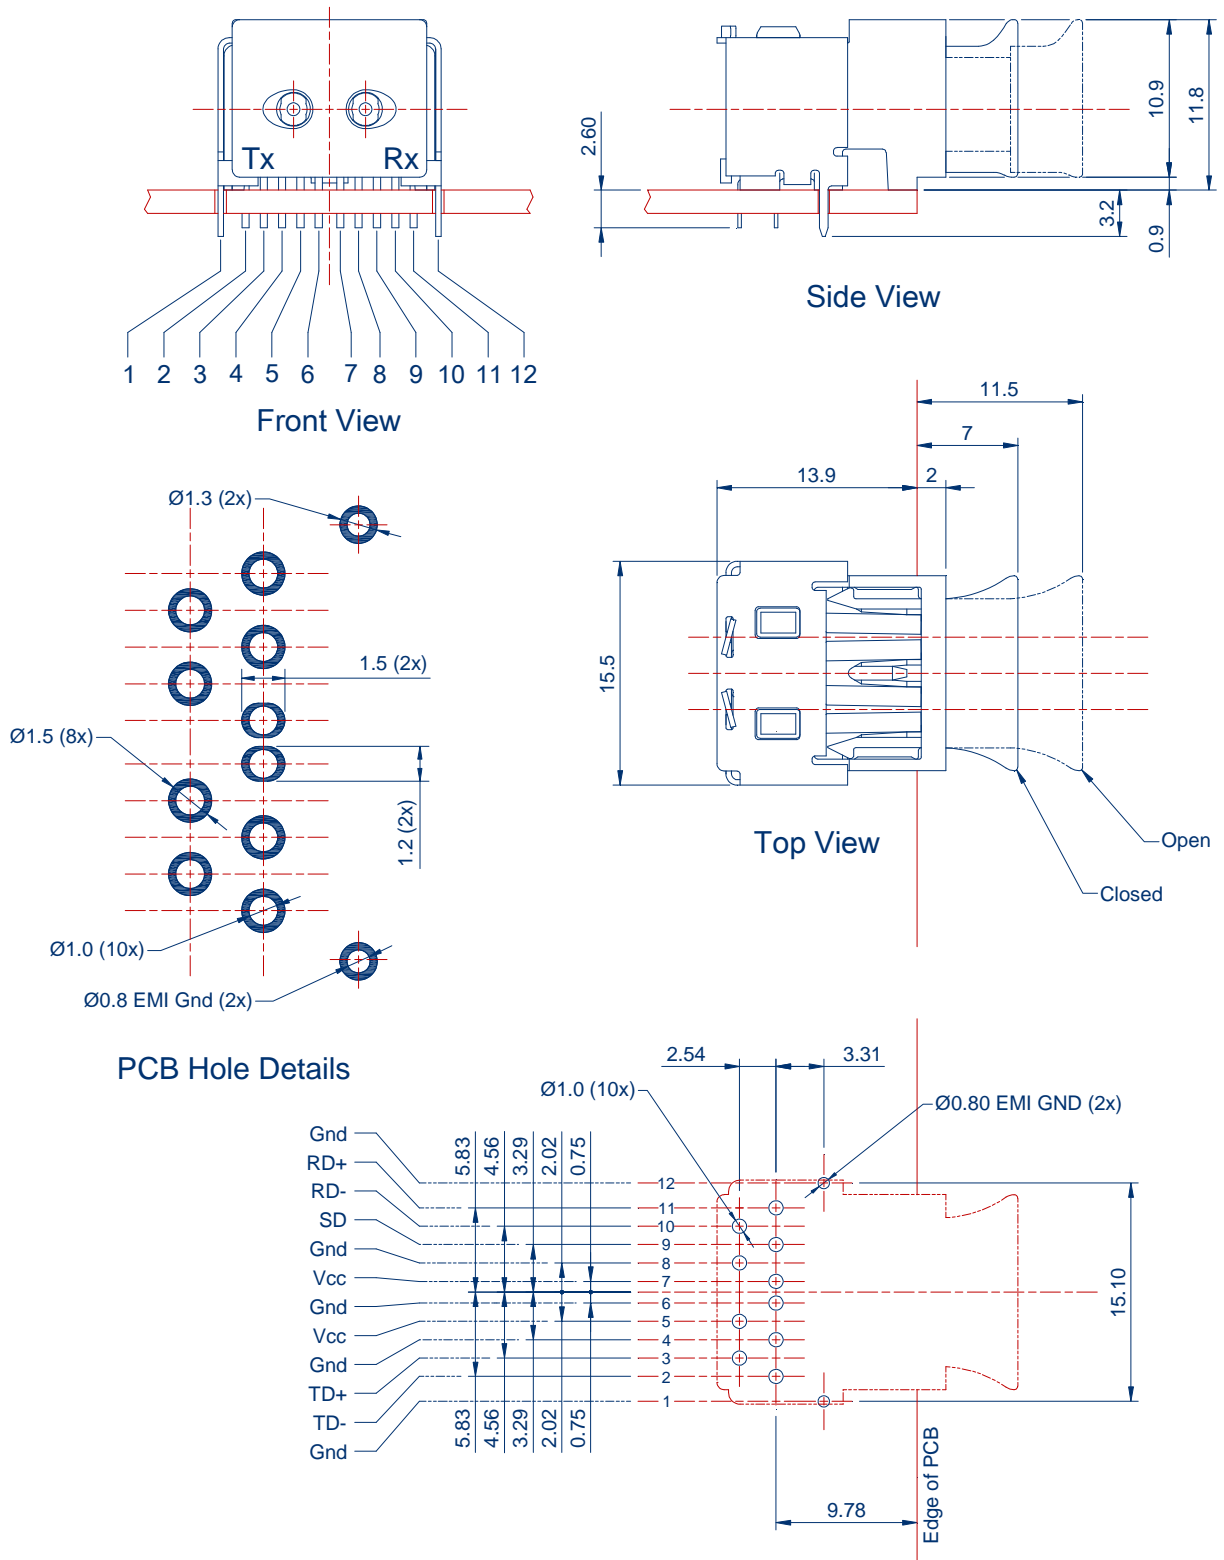 Tx
Rx
1 2 3 4 5 6 7 8 9 10 11 12
Front View
2.60
10.9
11.8
3.2
0.9
Side View
11.5
7
13.9
2
15.5
Top View
Open
Closed
Ø1.3 (2x)
1.5 (2x)
Ø1.5 (8x)
1.2 (2x)
Ø1.0 (10x)
Ø0.8 EMI Gnd (2x)
PCB Hole Details
2.54
3.31
Ø1.0 (10x)
Ø0.80 EMI GND (2x)
Gnd
RD+
RD-
SD
Gnd
Vcc
Gnd
Vcc
Gnd
TD+
TD-
Gnd
5.83
4.56
3.29
2.02
0.75
5.83
4.56
3.29
2.02
0.75
12
11
10
9
8
7
6
5
4
3
2
1
15.10
9.78
Edge of PCB